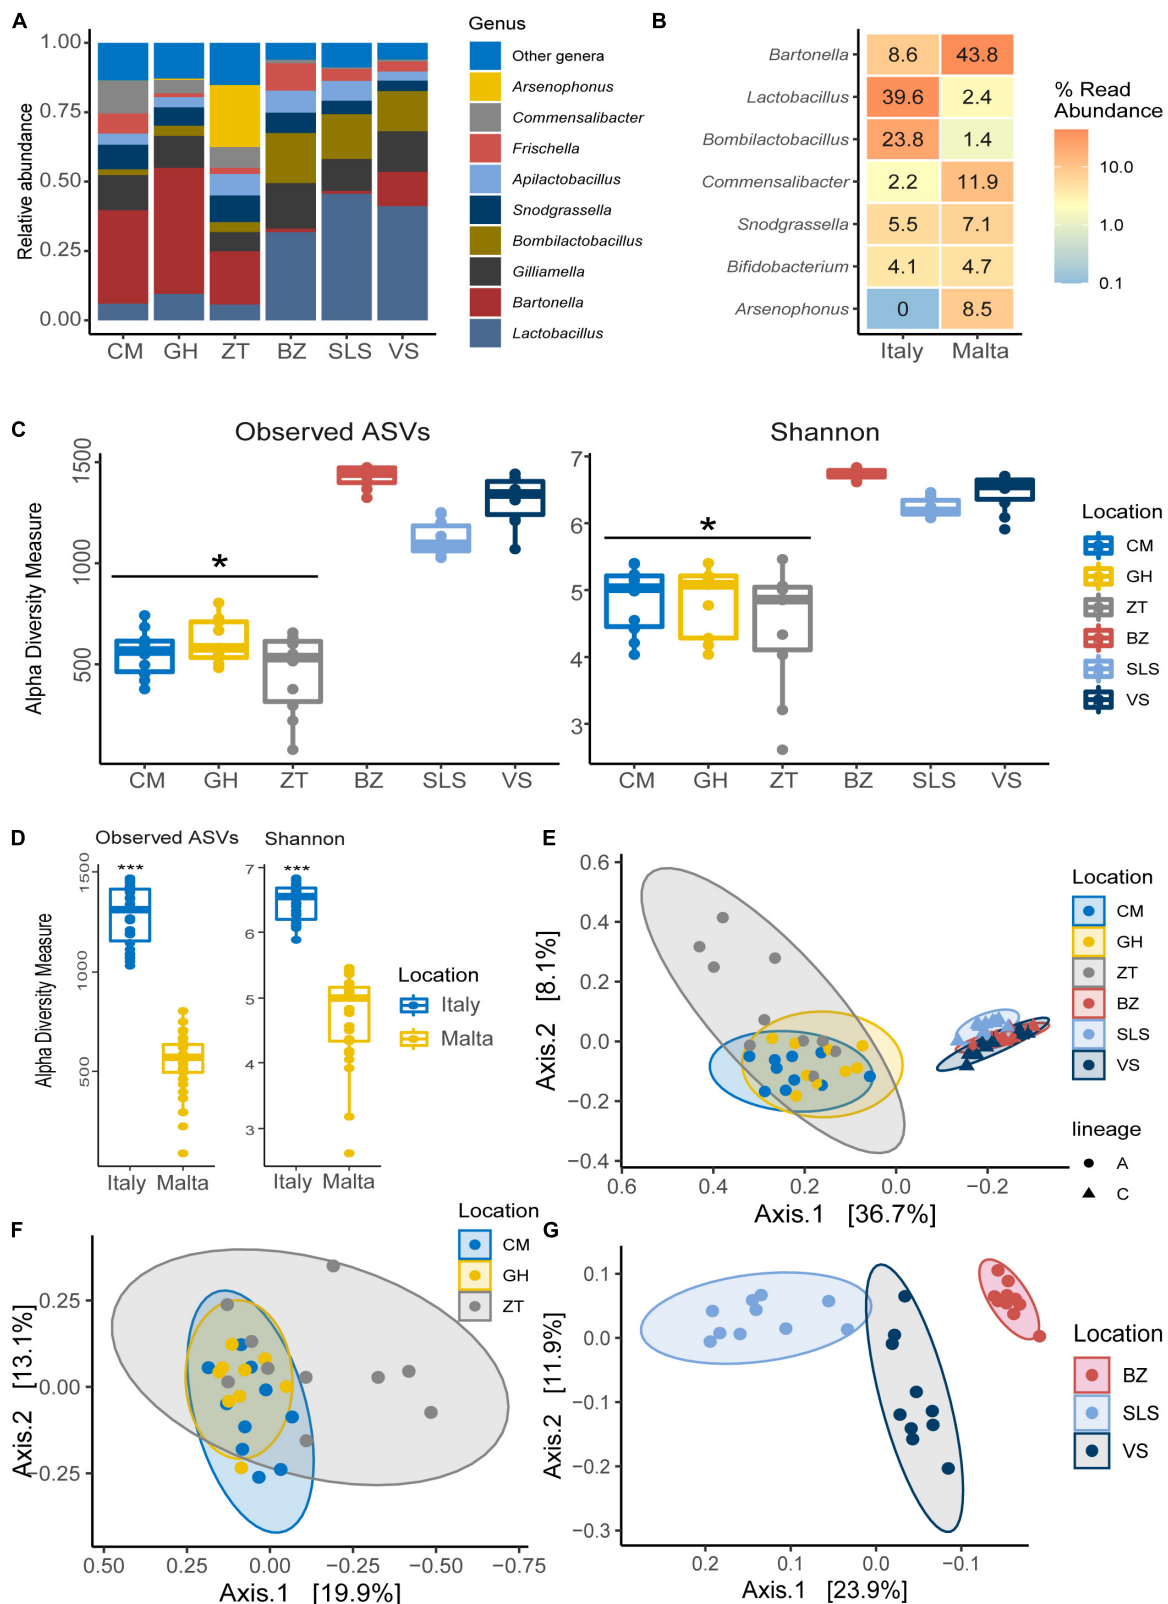 A
Genus
Relative abundance
1.00
0.75
0.50
0.25
0.00
CM GH ZT BZ SLS VS
Other genera
Arsenophonus
Commensalibacter
Frischella
Apilactobacillus
Snodgrassella
Bombilactobacillus
Gilliamella
Bartonella
Lactobacillus
B
Bartonella 8.6 43.8
Lactobacillus 39.6 2.4
Bombilactobacillus 23.8 1.4
Commensalibacter 2.2 11.9
Snodgrassella 5.5 7.1
Bifidobacterium 4.1 4.7
Arsenophonus 0 8.5
Italy Malta
% Read
Abundance
10.0
1.0
0.1
C
Observed ASVs
Alpha Diversity Measure
1500
1000
500
*
CM GH ZT BZ SLS VS
Shannon
7
6
5
4
3
*
CM GH ZT BZ SLS VS
Location
CM
GH
ZT
BZ
SLS
VS
D
Observed ASVs
Alpha Diversity Measure
1500
1000
500
***
Italy Malta
Shannon
7
6
5
4
3
***
Italy Malta
Location
Italy
Malta
E
Axis.2 [8.1%]
0.6
0.4
0.2
0.0
−0.2
−0.4
0.6 0.4 0.2 0.0 −0.2
Axis.1 [36.7%]
Location
CM
GH
ZT
BZ
SLS
VS
lineage
A
C
F
Location
CM
GH
ZT
Axis.2 [13.1%]
0.25
0.00
−0.25
0.50 0.25 0.00 −0.25 −0.50 −0.75
Axis.1 [19.9%]
G
Axis.2 [11.9%]
0.1
0.0
−0.1
−0.2
−0.3
0.2 0.1 0.0 −0.1
Axis.1 [23.9%]
Location
BZ
SLS
VS